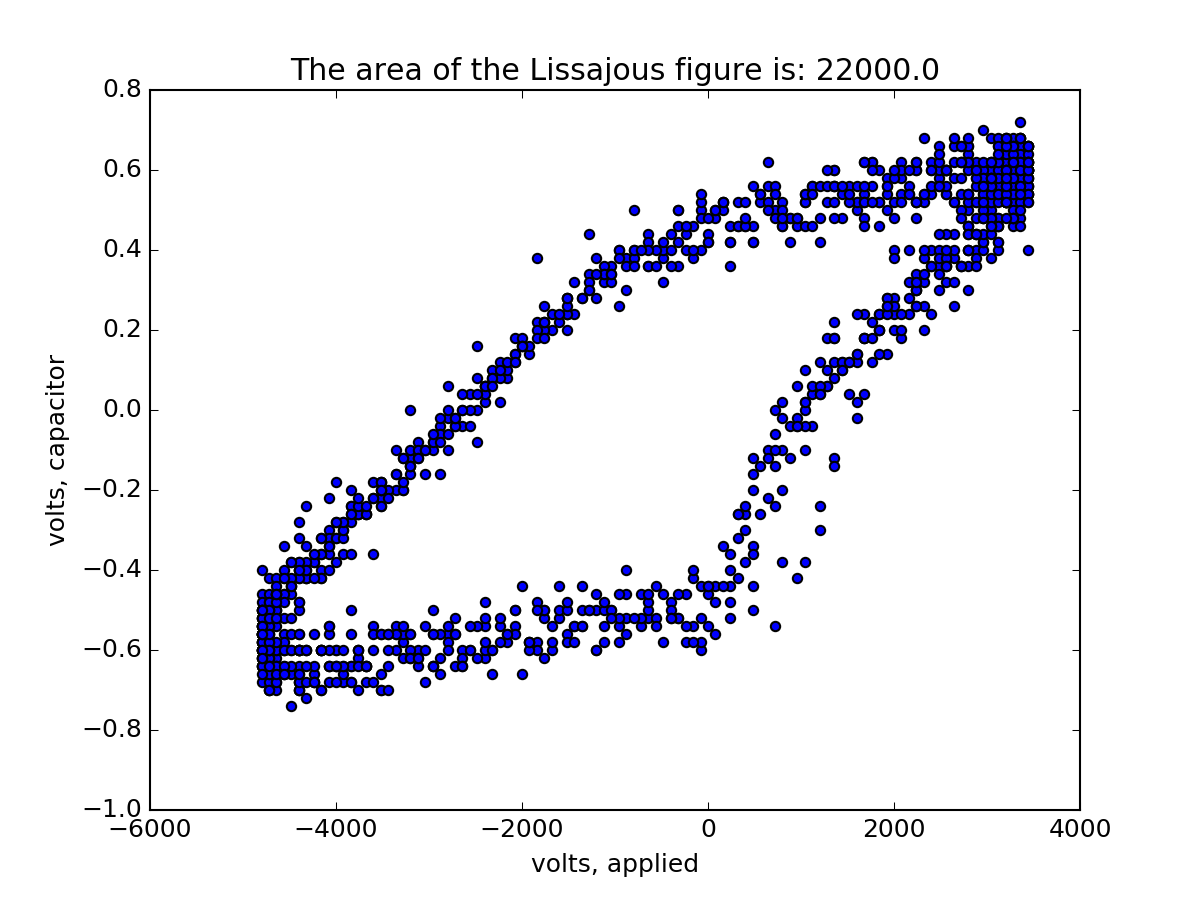 The area of the Lissajous figure is: 22000.0
0.8
0.6
0.4
0.2
0.0
−0.2
−0.4
−0.6
−0.8
−1.0
volts, capacitor
−6000 −4000 −2000 0 2000 4000
volts, applied